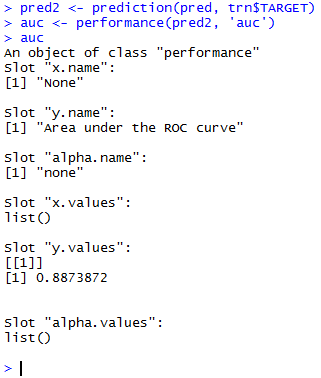 > pred2 <- prediction(pred, trn$TARGET)
> auc <- performance(pred2, 'auc')
> auc
An object of class "performance"
Slot "x.name":
[1] "None"

Slot "y.name":
[1] "Area under the ROC curve"

Slot "alpha.name":
[1] "none"

Slot "x.values":
list()

Slot "y.values":
[[1]]
[1] 0.8873872


Slot "alpha.values":
list()

>